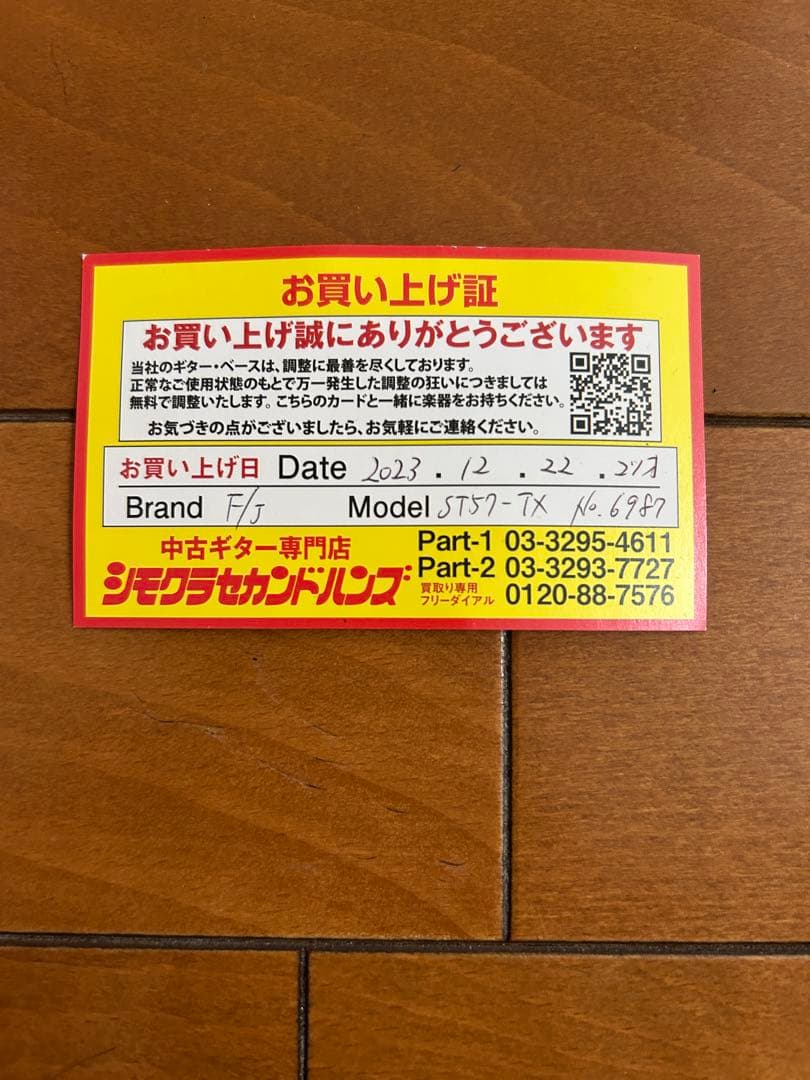 お買い上げ証
お買い上げ誠にありがとうございます
当社のギター・ベースは、調整に最善を尽くしております。
正常なご使用状態のもとで万一発生した調整の狂いにつきましては
無料で調整いたします。こちらのカードと一緒に楽器をお持ちください。
お気づきの点がございましたら、お気軽にご連絡ください。
お買い上げ日 Date 2023 . 12 . 22 .
Brand F/J Model ST57-TX No.6987
中古ギター専門店
シモクラセカンドハンズ
Part-1 03-3295-4611
Part-2 03-3293-7727
買取り専用
フリーダイアル 0120-88-7576